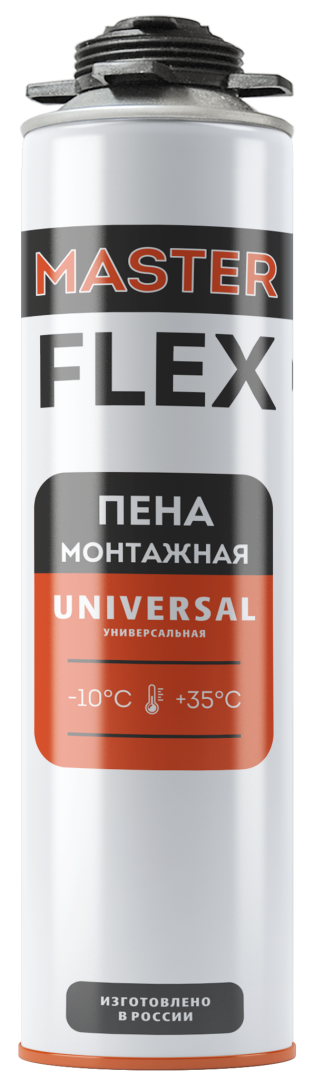 MASTER
FLEX
ПЕНА
МОНТАЖНАЯ
UNIVERSAL
УНИВЕРСАЛЬНАЯ
-10°C +35°C
ИЗГОТОВЛЕНО
В РОССИИ